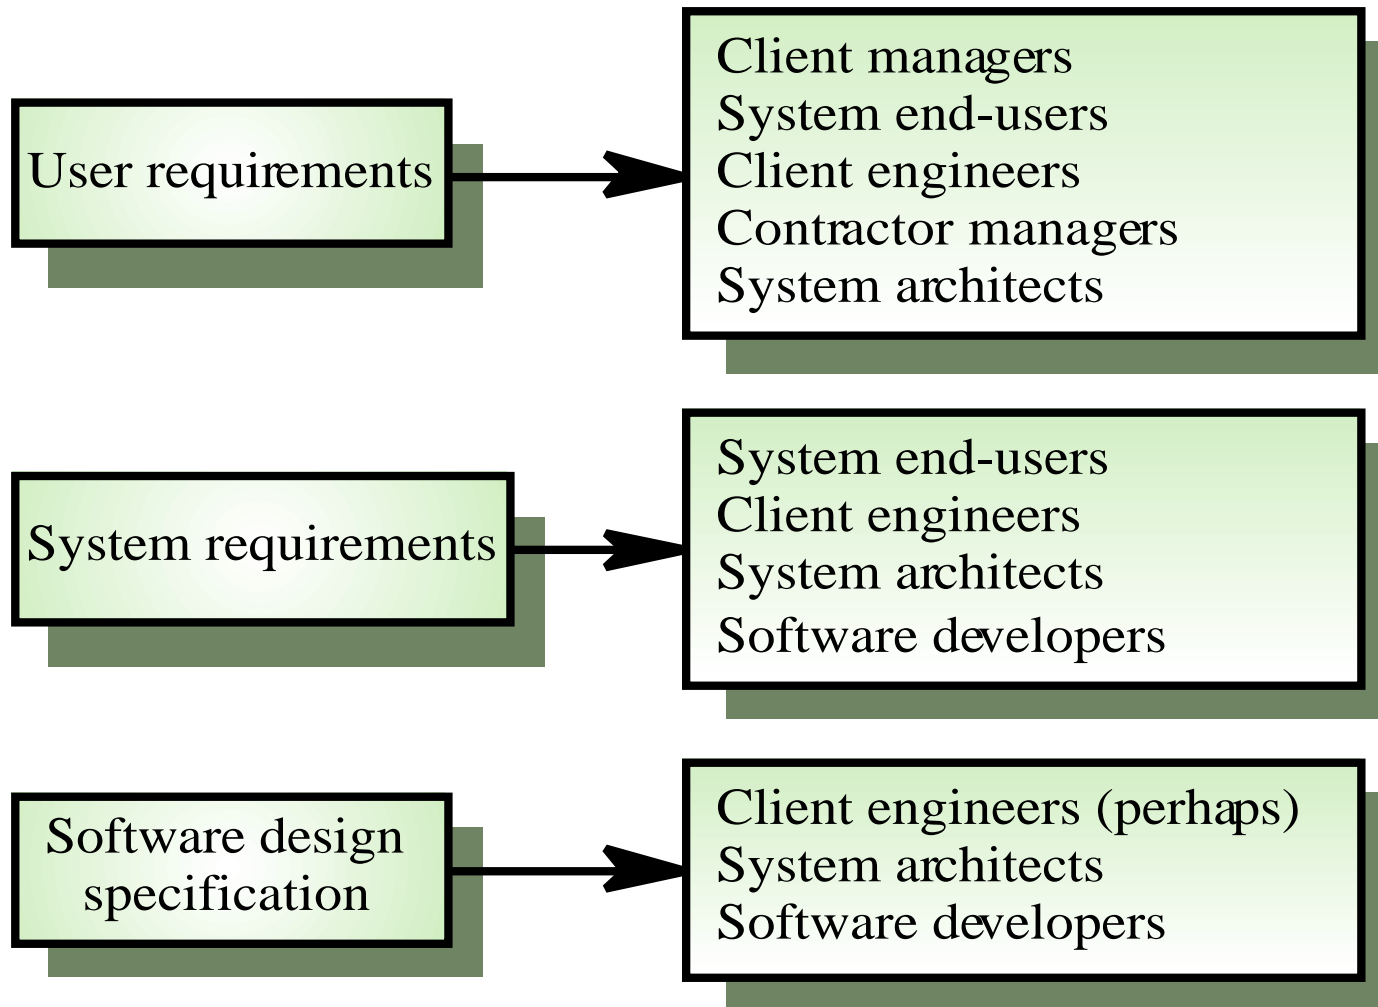 User requirements
Client managers
System end-users
Client engineers
Contractor managers
System architects
System requirements
System end-users
Client engineers
System architects
Software developers
Software design
specification
Client engineers (perhaps)
System architects
Software developers